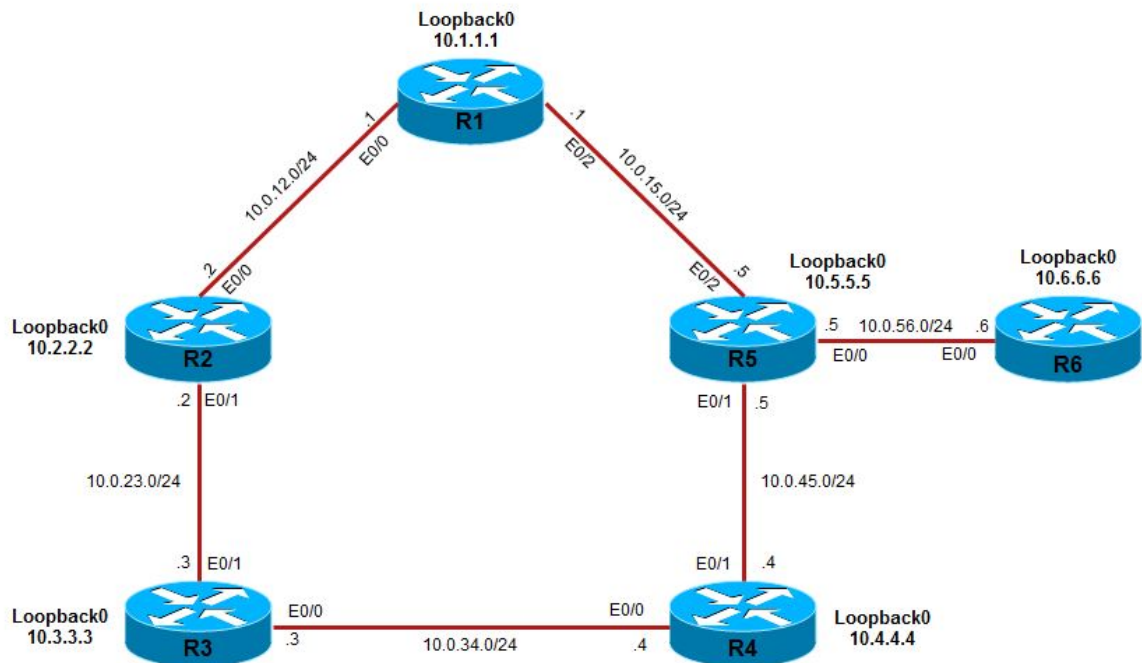 Loopback0
10.1.1.1
R1
.1
E0/0
.1
E0/2
10.0.12.0/24
10.0.15.0/24
.2
E0/0
.5
E0/2
Loopback0
10.5.5.5
Loopback0
10.6.6.6
Loopback0
10.2.2.2
R2
R5
.5 10.0.56.0/24 .6
E0/0 E0/0
R6
.2 E0/1
E0/1 .5
10.0.23.0/24
10.0.45.0/24
.3 E0/1
E0/1 .4
Loopback0
10.3.3.3
R3
E0/0
.3
10.0.34.0/24
E0/0
.4
R4
Loopback0
10.4.4.4